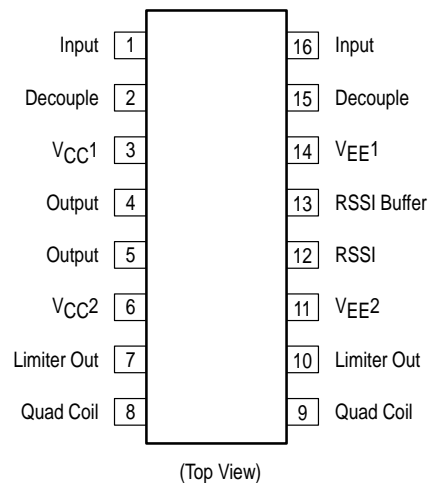 Input 1 16 Input
Decouple 2 15 Decouple
VCC1 3 14 VEE1
Output 4 13 RSSI Buffer
Output 5 12 RSSI
VCC2 6 11 VEE2
Limiter Out 7 10 Limiter Out
Quad Coil 8 9 Quad Coil
(Top View)